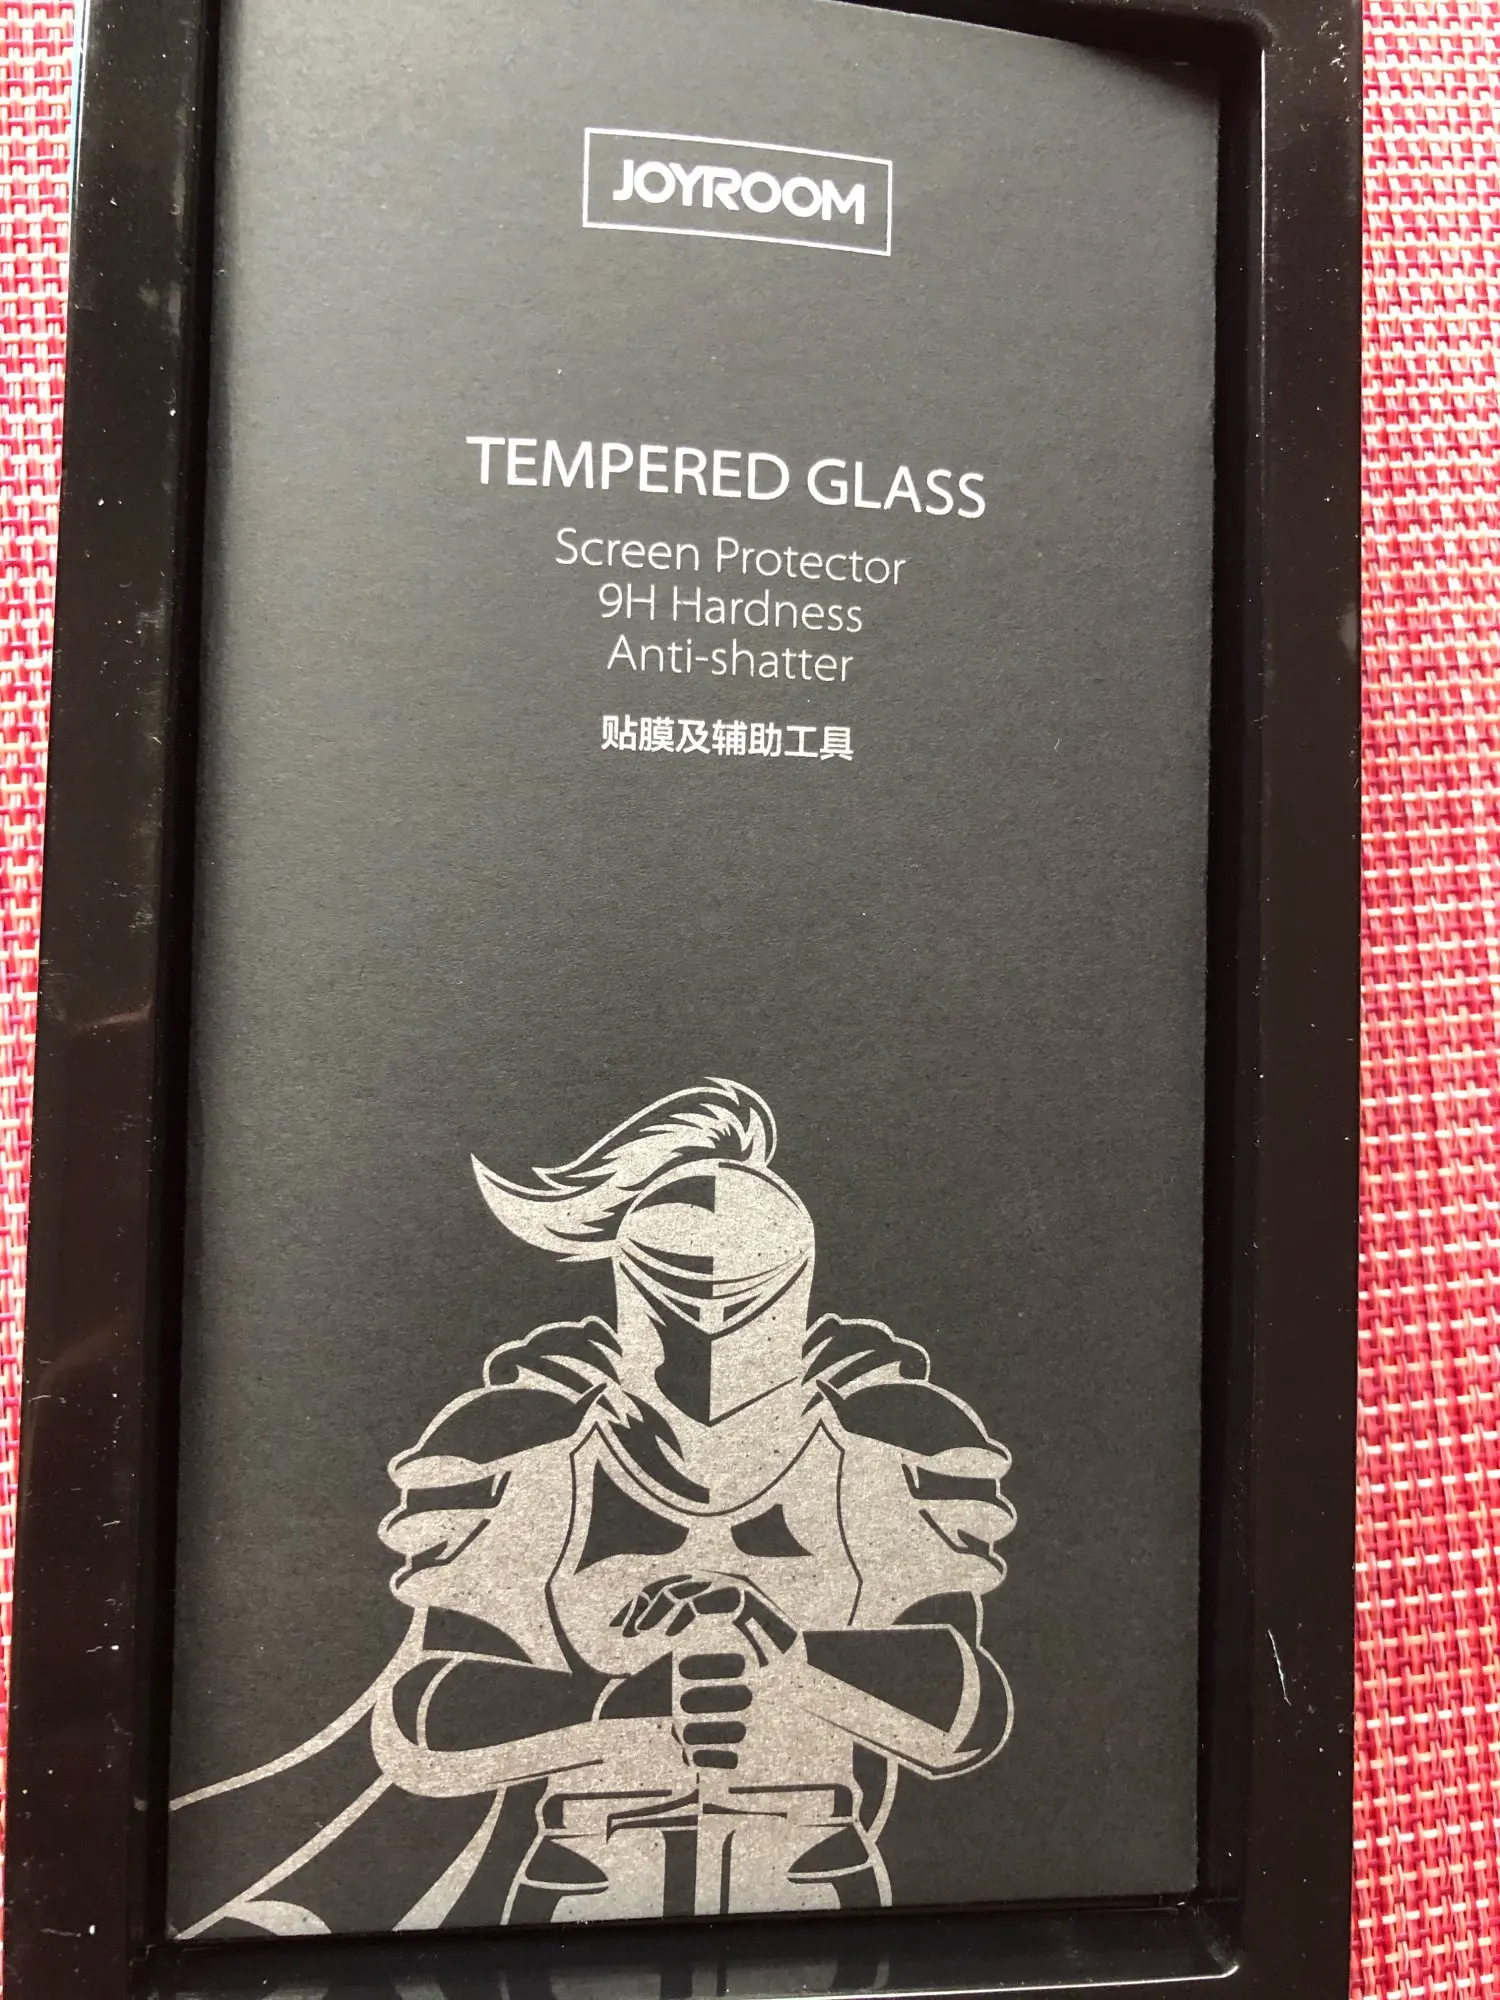 JOYROOM
TEMPERED GLASS
Screen Protector
9H Hardness
Anti-shatter
贴膜及辅助工具